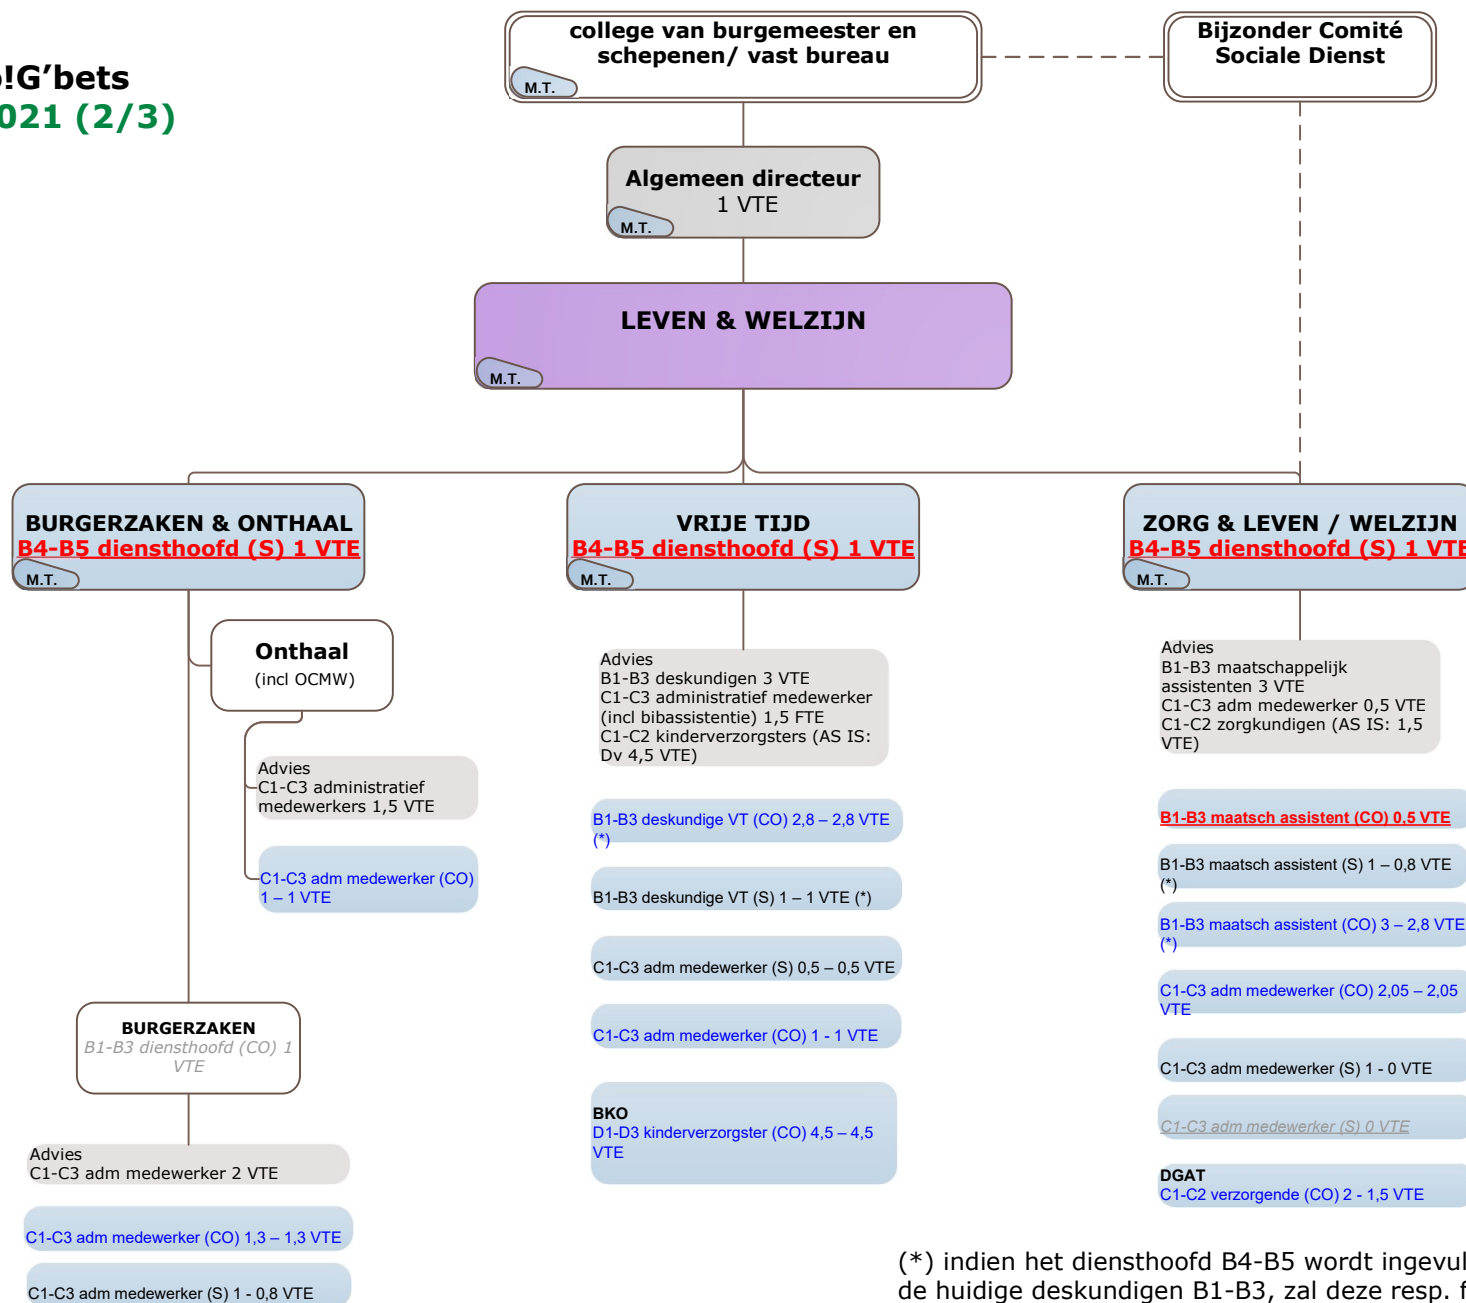 !G’bets
021 (2/3)
college van burgemeester en
schepenen/ vast bureau
M.T.
Bijzonder Comité
Sociale Dienst
Algemeen directeur
1 VTE
M.T.
LEVEN & WELZIJN
M.T.
BURGERZAKEN & ONTHAAL
B4-B5 diensthoofd (S) 1 VTE
M.T.
Onthaal
(incl OCMW)
Advies
C1-C3 administratief
medewerkers 1,5 VTE
C1-C3 adm medewerker (CO)
1 – 1 VTE
BURGERZAKEN
B1-B3 diensthoofd (CO) 1
VTE
Advies
C1-C3 adm medewerker 2 VTE
C1-C3 adm medewerker (CO) 1,3 – 1,3 VTE
C1-C3 adm medewerker (S) 1 - 0,8 VTE
VRIJE TIJD
B4-B5 diensthoofd (S) 1 VTE
M.T.
Advies
B1-B3 deskundigen 3 VTE
C1-C3 administratief medewerker
(incl bibassistentie) 1,5 FTE
C1-C2 kinderverzorgsters (AS IS:
Dv 4,5 VTE)
B1-B3 deskundige VT (CO) 2,8 – 2,8 VTE
(*)
B1-B3 deskundige VT (S) 1 – 1 VTE (*)
C1-C3 adm medewerker (S) 0,5 – 0,5 VTE
C1-C3 adm medewerker (CO) 1 - 1 VTE
BKO
D1-D3 kinderverzorgster (CO) 4,5 – 4,5
VTE
ZORG & LEVEN / WELZIJN
B4-B5 diensthoofd (S) 1 VTE
M.T.
Advies
B1-B3 maatschappelijk
assistenten 3 VTE
C1-C3 adm medewerker 0,5 VTE
C1-C2 zorgkundigen (AS IS: 1,5
VTE)
B1-B3 maatsch assistent (CO) 0,5 VTE
B1-B3 maatsch assistent (S) 1 – 0,8 VTE
(*)
B1-B3 maatsch assistent (CO) 3 – 2,8 VTE
(*)
C1-C3 adm medewerker (CO) 2,05 – 2,05
VTE
C1-C3 adm medewerker (S) 1 - 0 VTE
C1-C3 adm medewerker (S) 0 VTE
DGAT
C1-C2 verzorgende (CO) 2 - 1,5 VTE
(*) indien het diensthoofd B4-B5 wordt ingevul
de huidige deskundigen B1-B3, zal deze resp. f